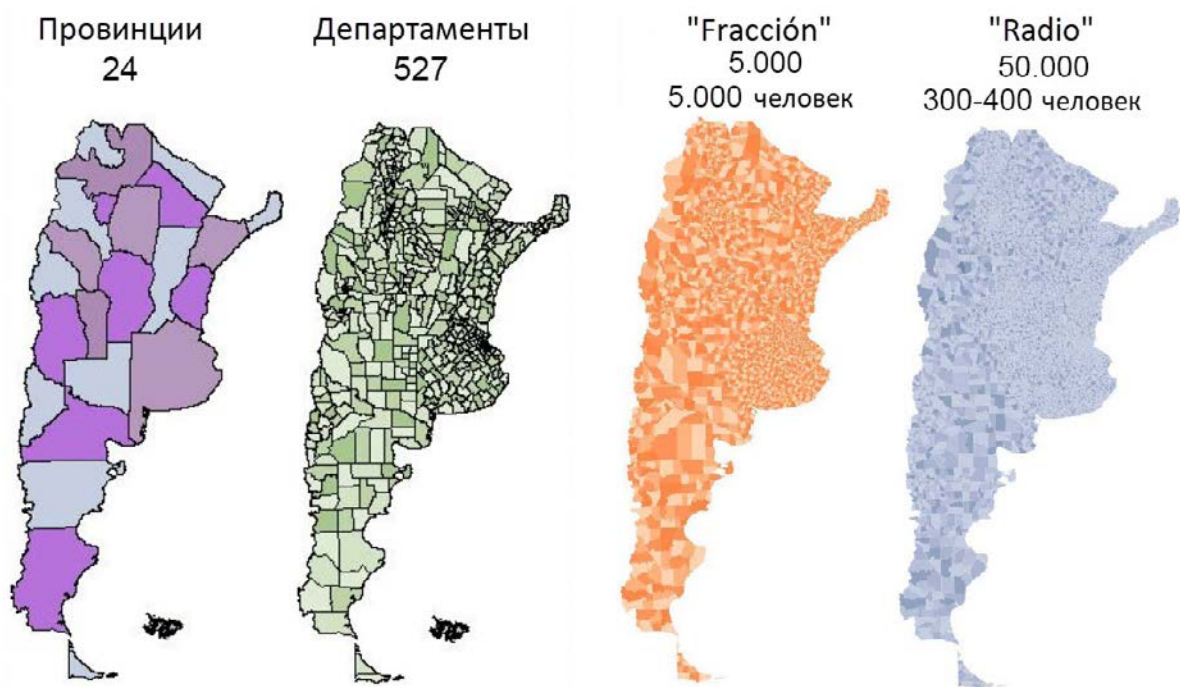 Провинции
24
Департаменты
527
"Fracción"
5.000
5.000 человек
"Radio"
50.000
300-400 человек